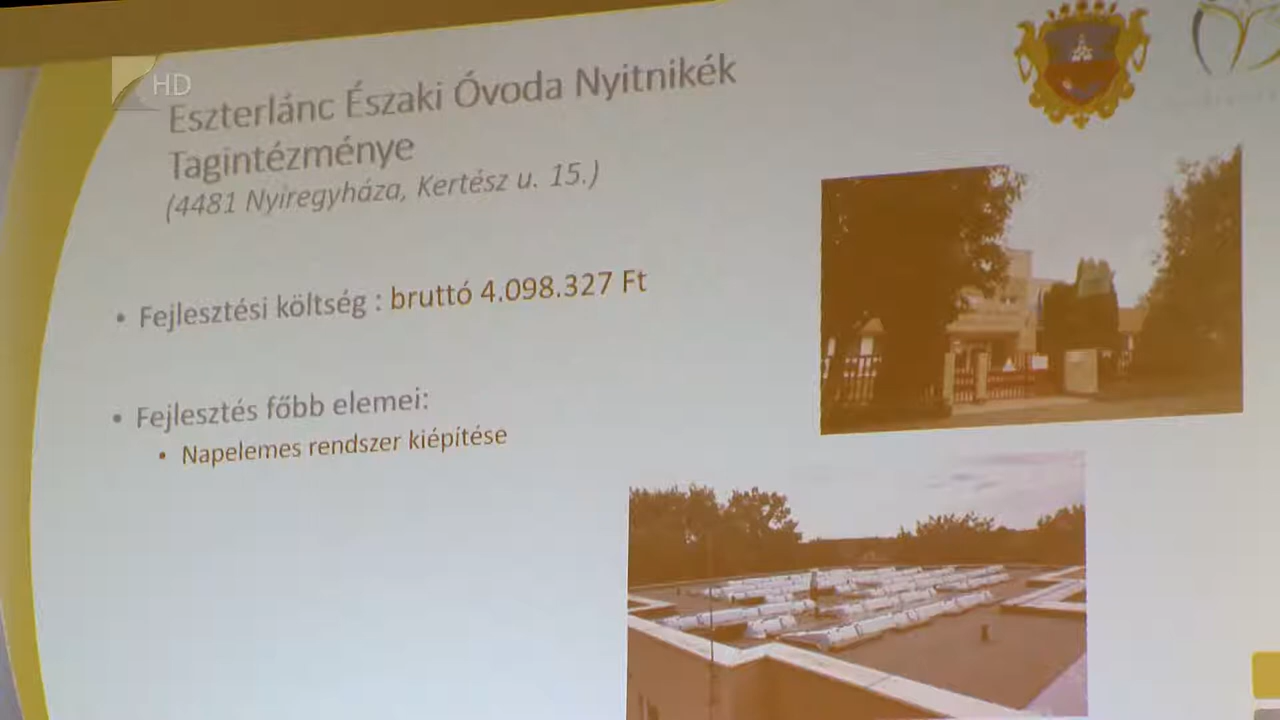 HD
Eszterlánc Északi Óvoda Nyitnikék
Tagintézménye
(4481 Nyíregyháza, Kertész u. 15.)
• Fejlesztési költség : bruttó 4.098.327 Ft
• Fejlesztés főbb elemei:
• Napelemes rendszer kiépítése